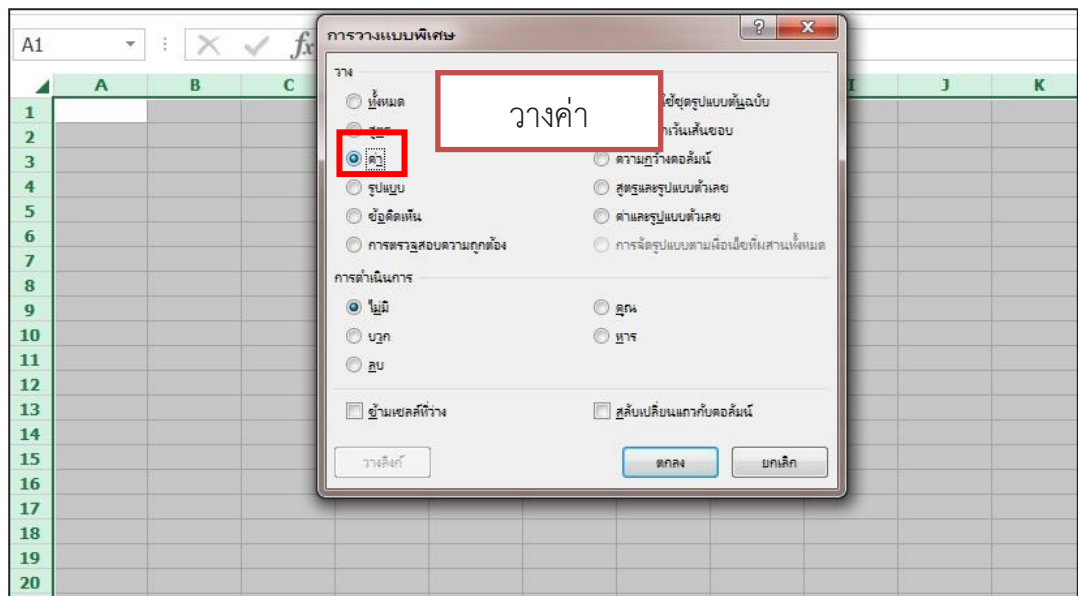 A1 fx
การวางแบบพิเศษ ? X
วาง
วางค่า
ทั้งหมด
ค่า
รูปแบบ
ข้อคิดเห็น
การตรวจสอบความถูกต้อง
ใช้ชุดรูปแบบต้นฉบับ
เว้นเส้นขอบ
ความกว้างคอลัมน์
สูตรและรูปแบบตัวเลข
ค่าและรูปแบบตัวเลข
การจัดรูปแบบตามเงื่อนไขที่ผสานทั้งหมด
การดำเนินการ
ไม่มี
บวก
ลบ
คูณ
หาร
ข้ามเซลล์ที่ว่าง
สลับเปลี่ยนแถวกับคอลัมน์
วางลิงก์
ตกลง
ยกเลิก
A B C I J K
1
2
3
4
5
6
7
8
9
10
11
12
13
14
15
16
17
18
19
20